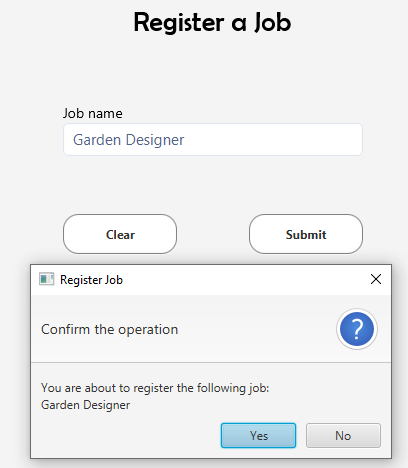 Register a Job
Job name
Garden Designer
Clear
Submit
Register Job
Confirm the operation
?
You are about to register the following job:
Garden Designer
Yes
No